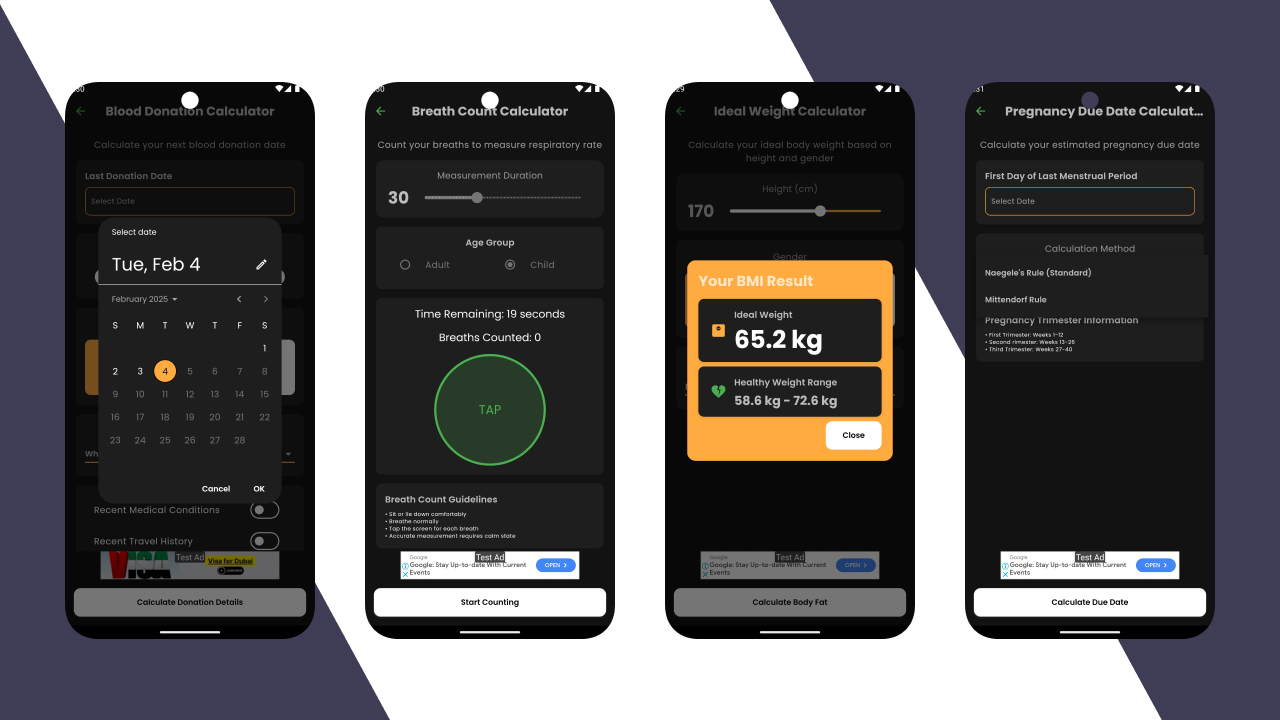 30
Blood Donation Calculator
Calculate your next blood donation date
Last Donation Date
Select Date
Select date
Tue, Feb 4
February 2025
S M T W T F S
1
2 3 4 5 6 7 8
9 10 11 12 13 14 15
16 17 18 19 20 21 22
23 24 25 26 27 28
Wh
Cancel OK
Recent Medical Conditions
Recent Travel History
Test Ad
Visa for Dubai
Calculate Donation Details
30
Breath Count Calculator
Count your breaths to measure respiratory rate
Measurement Duration
30
Age Group
Adult Child
Time Remaining: 19 seconds
Breaths Counted: 0
TAP
Breath Count Guidelines
• Sit or lie down comfortably
• Breathe normally
• Tap the screen for each breath
• Accurate measurement requires calm state
Google
Test Ad
Google: Stay Up-to-date With Current
Events
OPEN
Start Counting
:29
Ideal Weight Calculator
Calculate your ideal body weight based on
height and gender
Height (cm)
170
Gender
Your BMI Result
Ideal Weight
65.2 kg
Healthy Weight Range
58.6 kg - 72.6 kg
Close
Google
Test Ad
Google: Stay Up-to-date With Current
Events
OPEN
Calculate Body Fat
:31
Pregnancy Due Date Calculat...
Calculate your estimated pregnancy due date
First Day of Last Menstrual Period
Select Date
Calculation Method
Naegele's Rule (Standard)
Mittendorf Rule
Pregnancy Trimester Information
• First Trimester: Weeks 1-12
• Second rimester: Weeks 13-26
• Third Trimester: Weeks 27-40
Google
Test Ad
Google: Stay Up-to-date With Current
Events
OPEN
Calculate Due Date